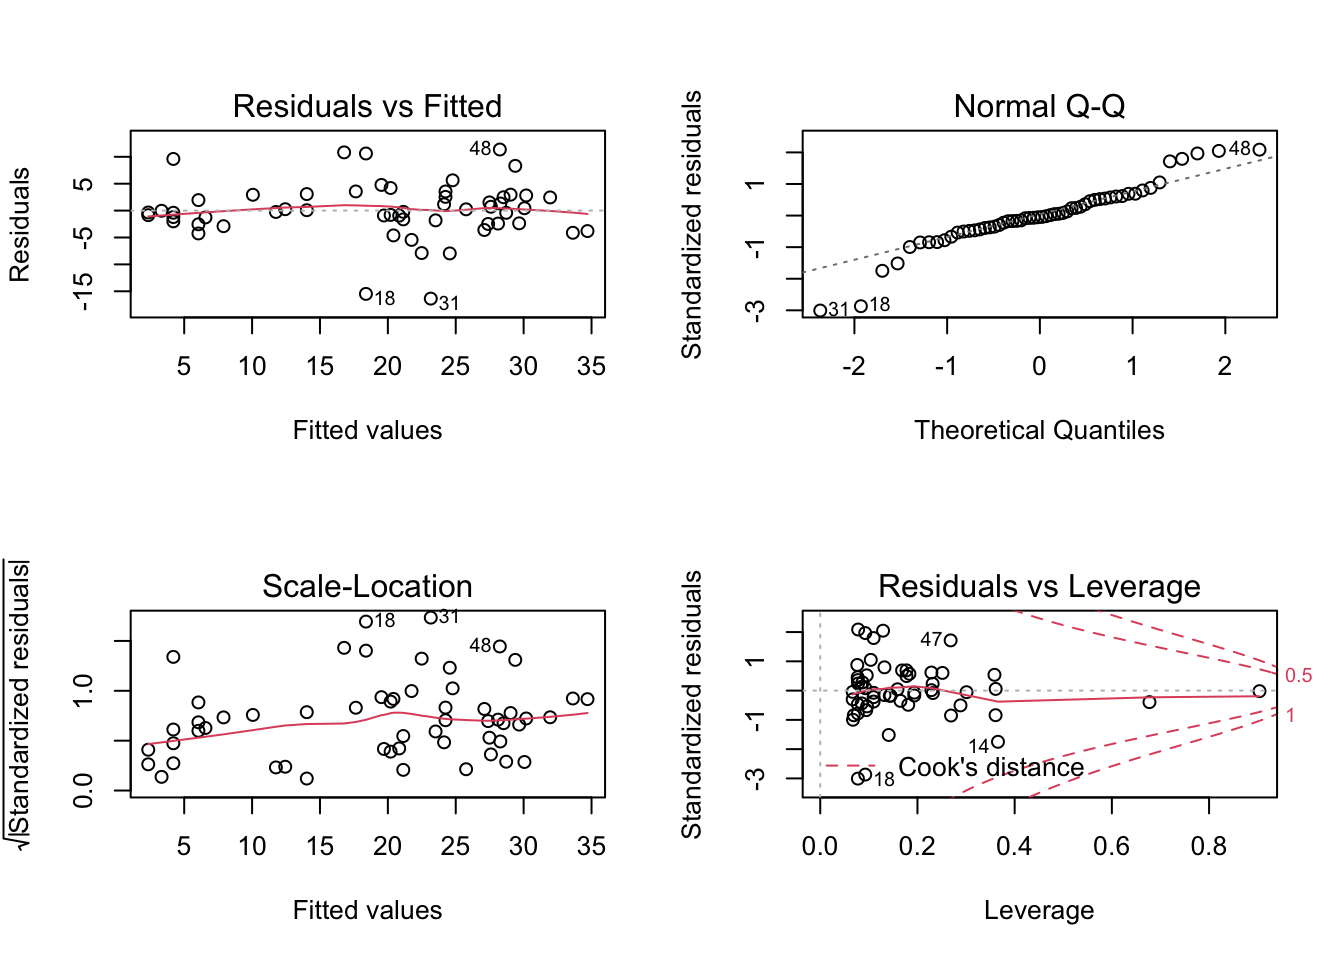 Residuals vs Fitted
Residuals
5
-5
-15
48
18
31
5 10 15 20 25 30 35
Fitted values
Normal Q-Q
Standardized residuals
1
-1
-3
48
31
18
-2 -1 0 1 2
Theoretical Quantiles
Scale-Location
√|Standardized residuals|
1.0
0.0
18
31
48
5 10 15 20 25 30 35
Fitted values
Residuals vs Leverage
Standardized residuals
1
-1
-3
47
14
18
Cook's distance
0.5
1
0.0 0.2 0.4 0.6 0.8
Leverage